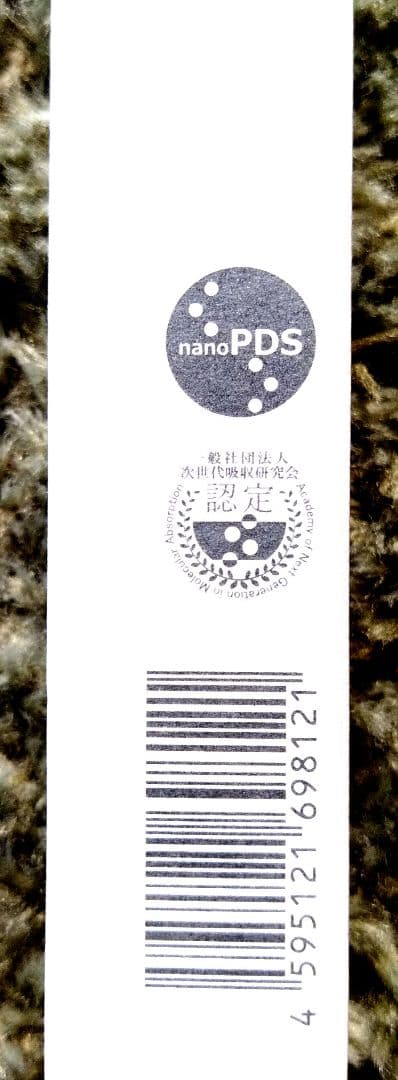 nanoPDS
一般社団法人
次世代吸収研究会
認定
Academy of Next Generation in Molecular Absorption
4 595121 698121